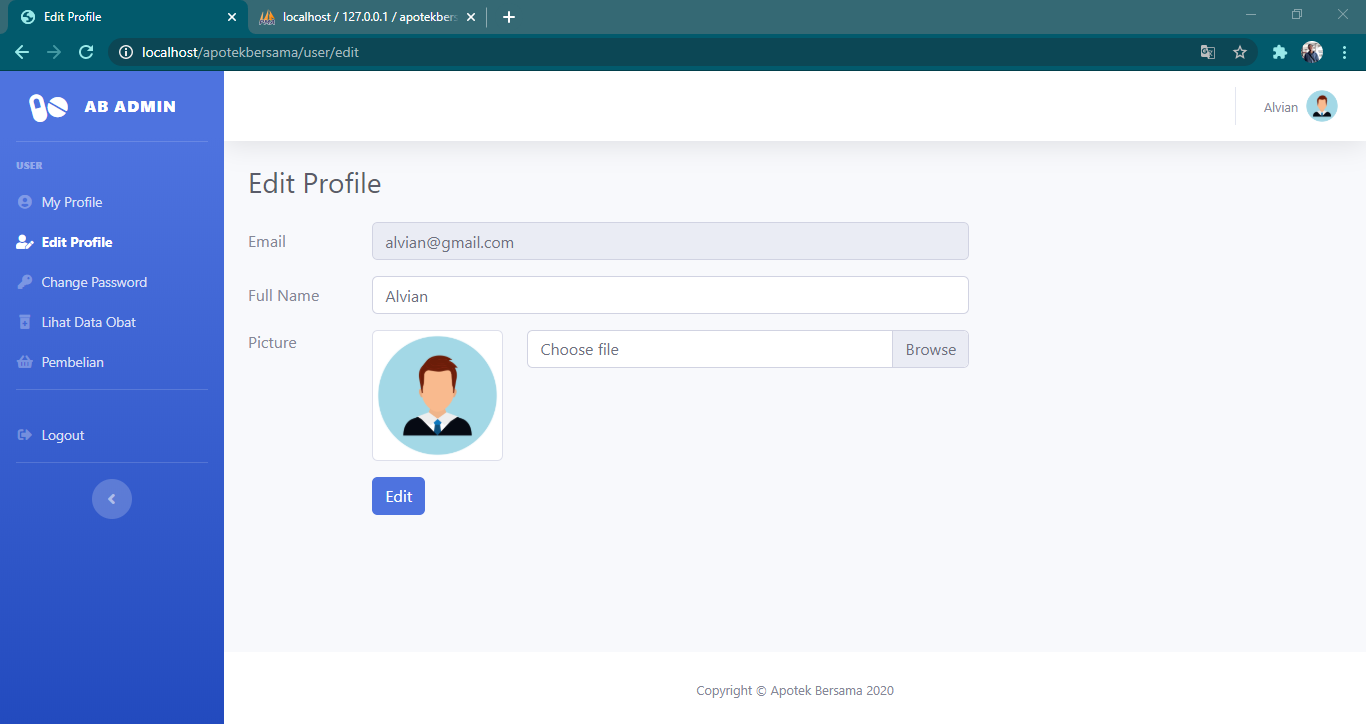 Edit Profile
localhost / 127.0.0.1 / apotekbers
localhost/apotekbersama/user/edit
AB ADMIN
Alvian
USER
My Profile
Edit Profile
Change Password
Lihat Data Obat
Pembelian
Logout
Edit Profile
Email
alvian@gmail.com
Full Name
Alvian
Picture
Choose file
Browse
Edit
Copyright © Apotek Bersama 2020